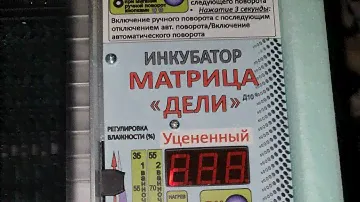 следующего поворота
• Нажатие 3 секунды:
Включение ручного поворота с последующим
отключением авт. поворота/Включение
автоматического поворота
ИНКУБАТОР
МАТРИЦА
«ДЕЛИ»
РЕГУЛИРОВКА
ВЛАЖНОСТИ (%)
Уцененный
35 55
НАГРЕВ